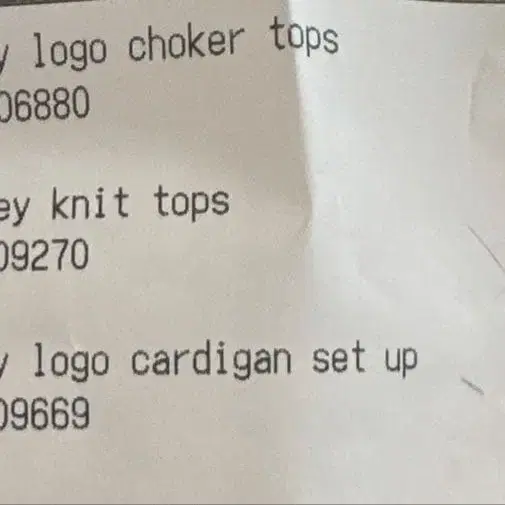 y logo choker tops
06880
ey knit tops
09270
y logo cardigan set up
09669